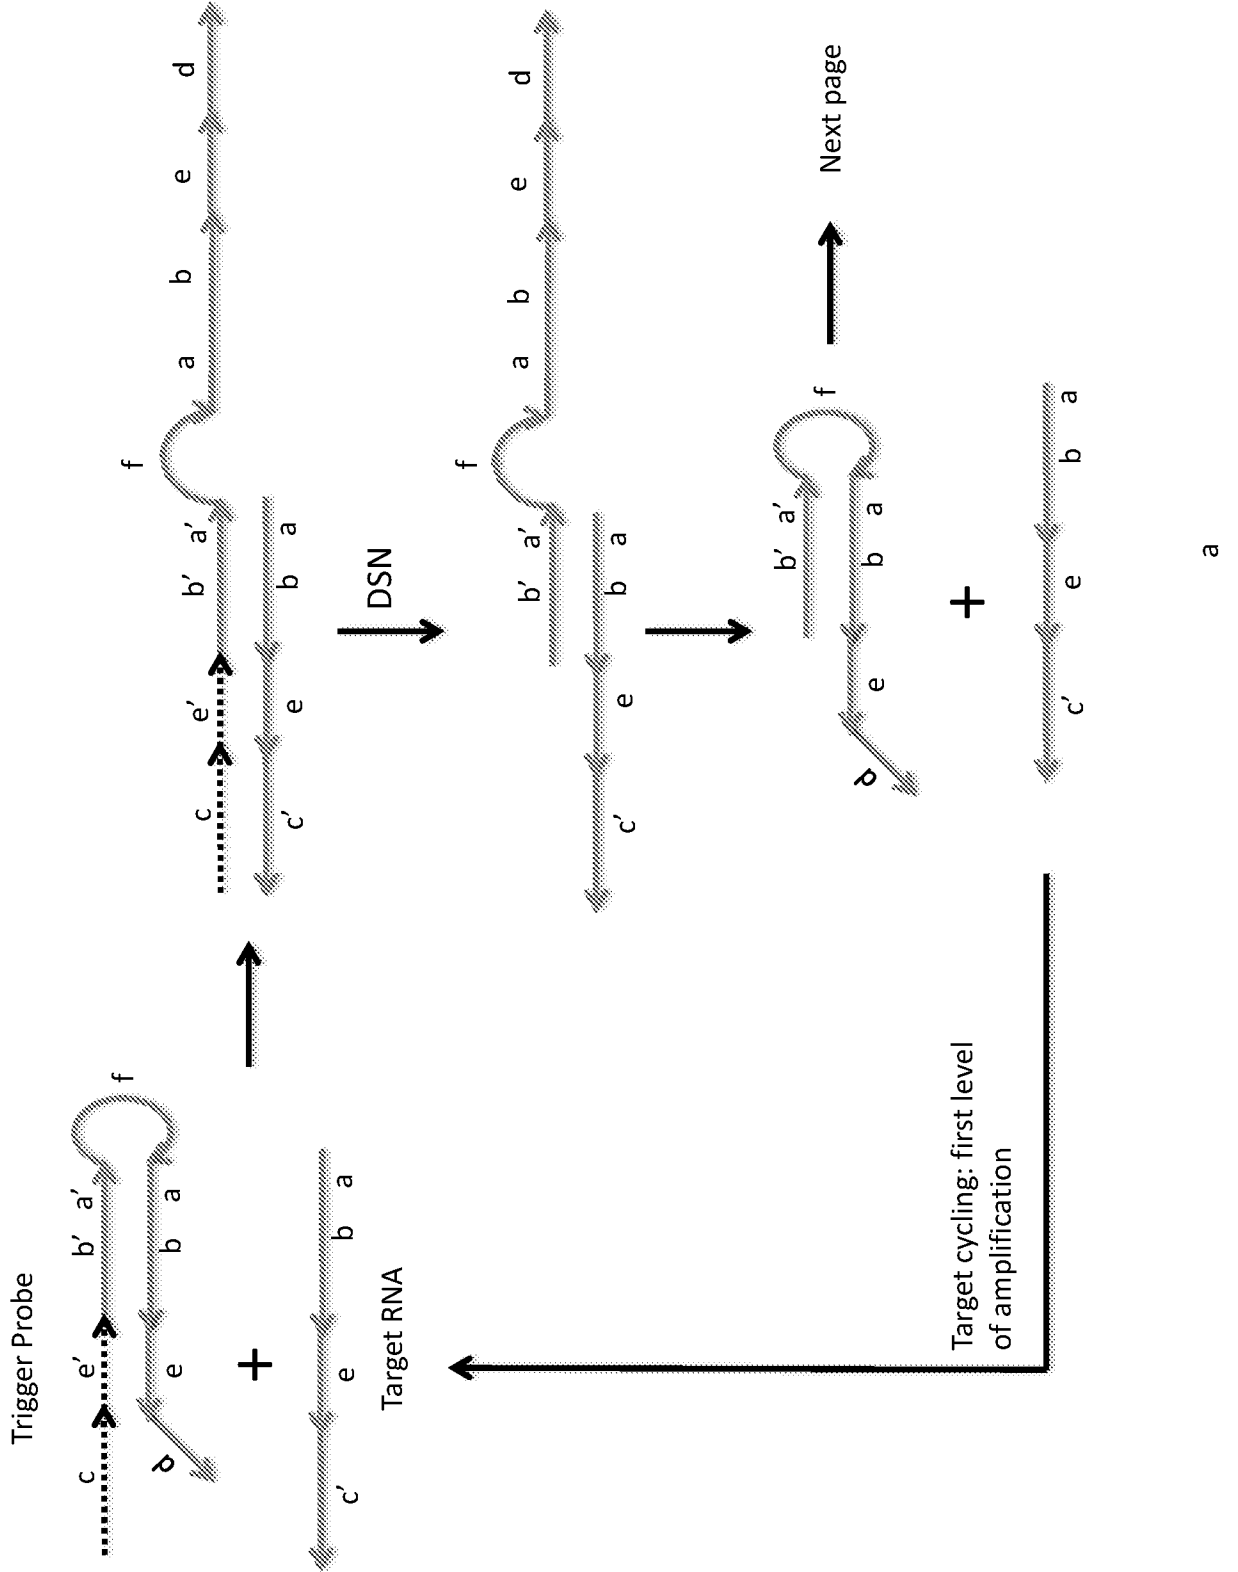 Trigger Probe
c
e'
b'
a'
f
d
e
b
a
+
c'
e
b
a
Target RNA
c
e'
b'
a'
f
a
b
e
d
c'
e
b
a
DSN
b'
a'
f
a
b
e
d
c'
e
b
a
b'
a'
f
d
e
b
a
Next page
+
c'
e
b
a
Target cycling: first level
of amplification
a